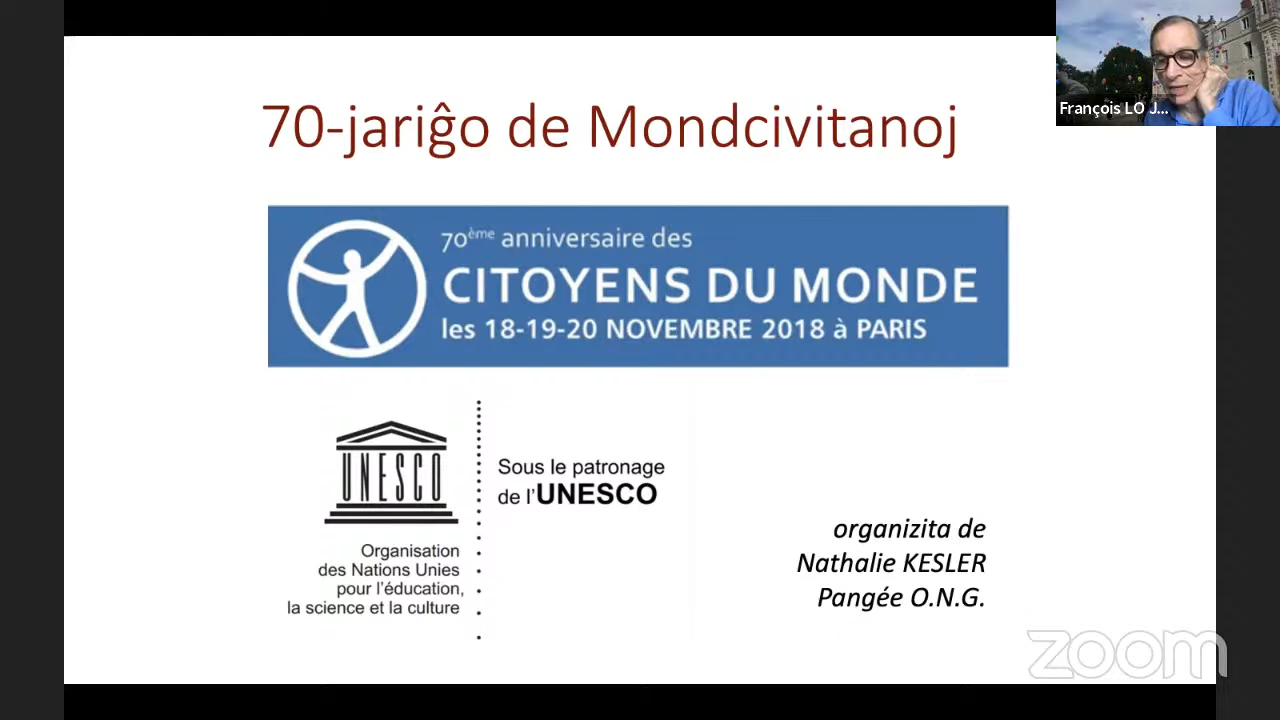 70-jariĝo de Mondcivitanoj
François LO J...
70ème anniversaire des
CITOYENS DU MONDE
les 18-19-20 NOVEMBRE 2018 à PARIS
UNESCO
Organisation
des Nations Unies
pour l'éducation,
la science et la culture
Sous le patronage
de l'UNESCO
organizita de
Nathalie KESLER
Pangée O.N.G.
zoom